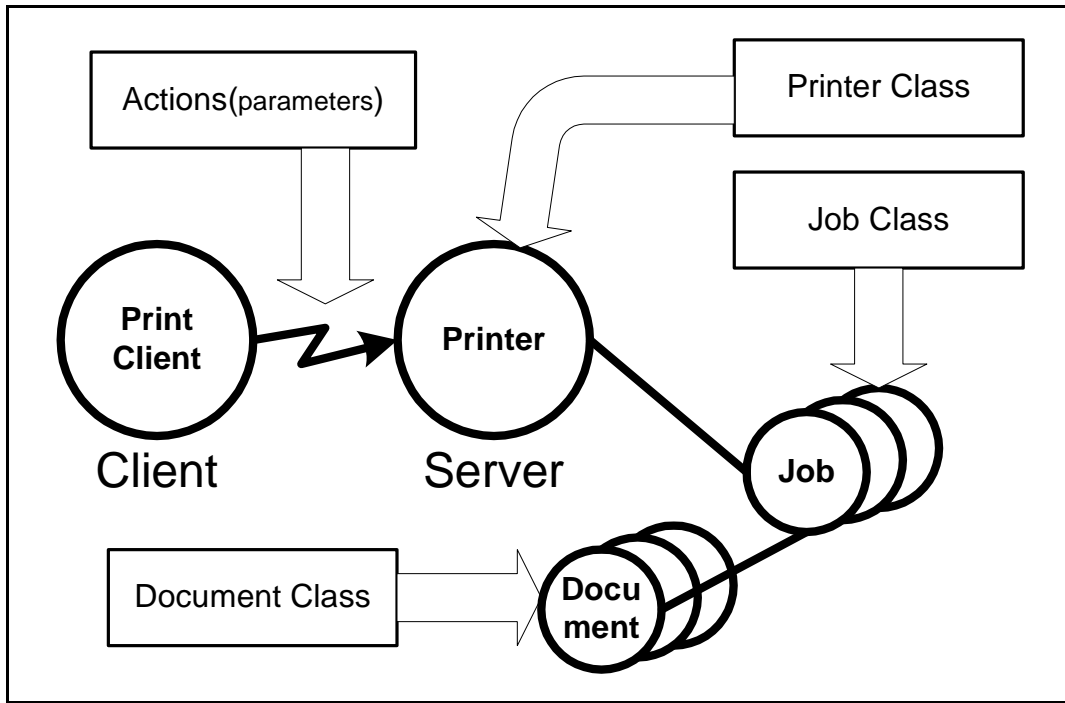 Actions(parameters)
Printer Class
Job Class
Print
Client
Printer
Client
Server
Job
Document Class
Docu
ment